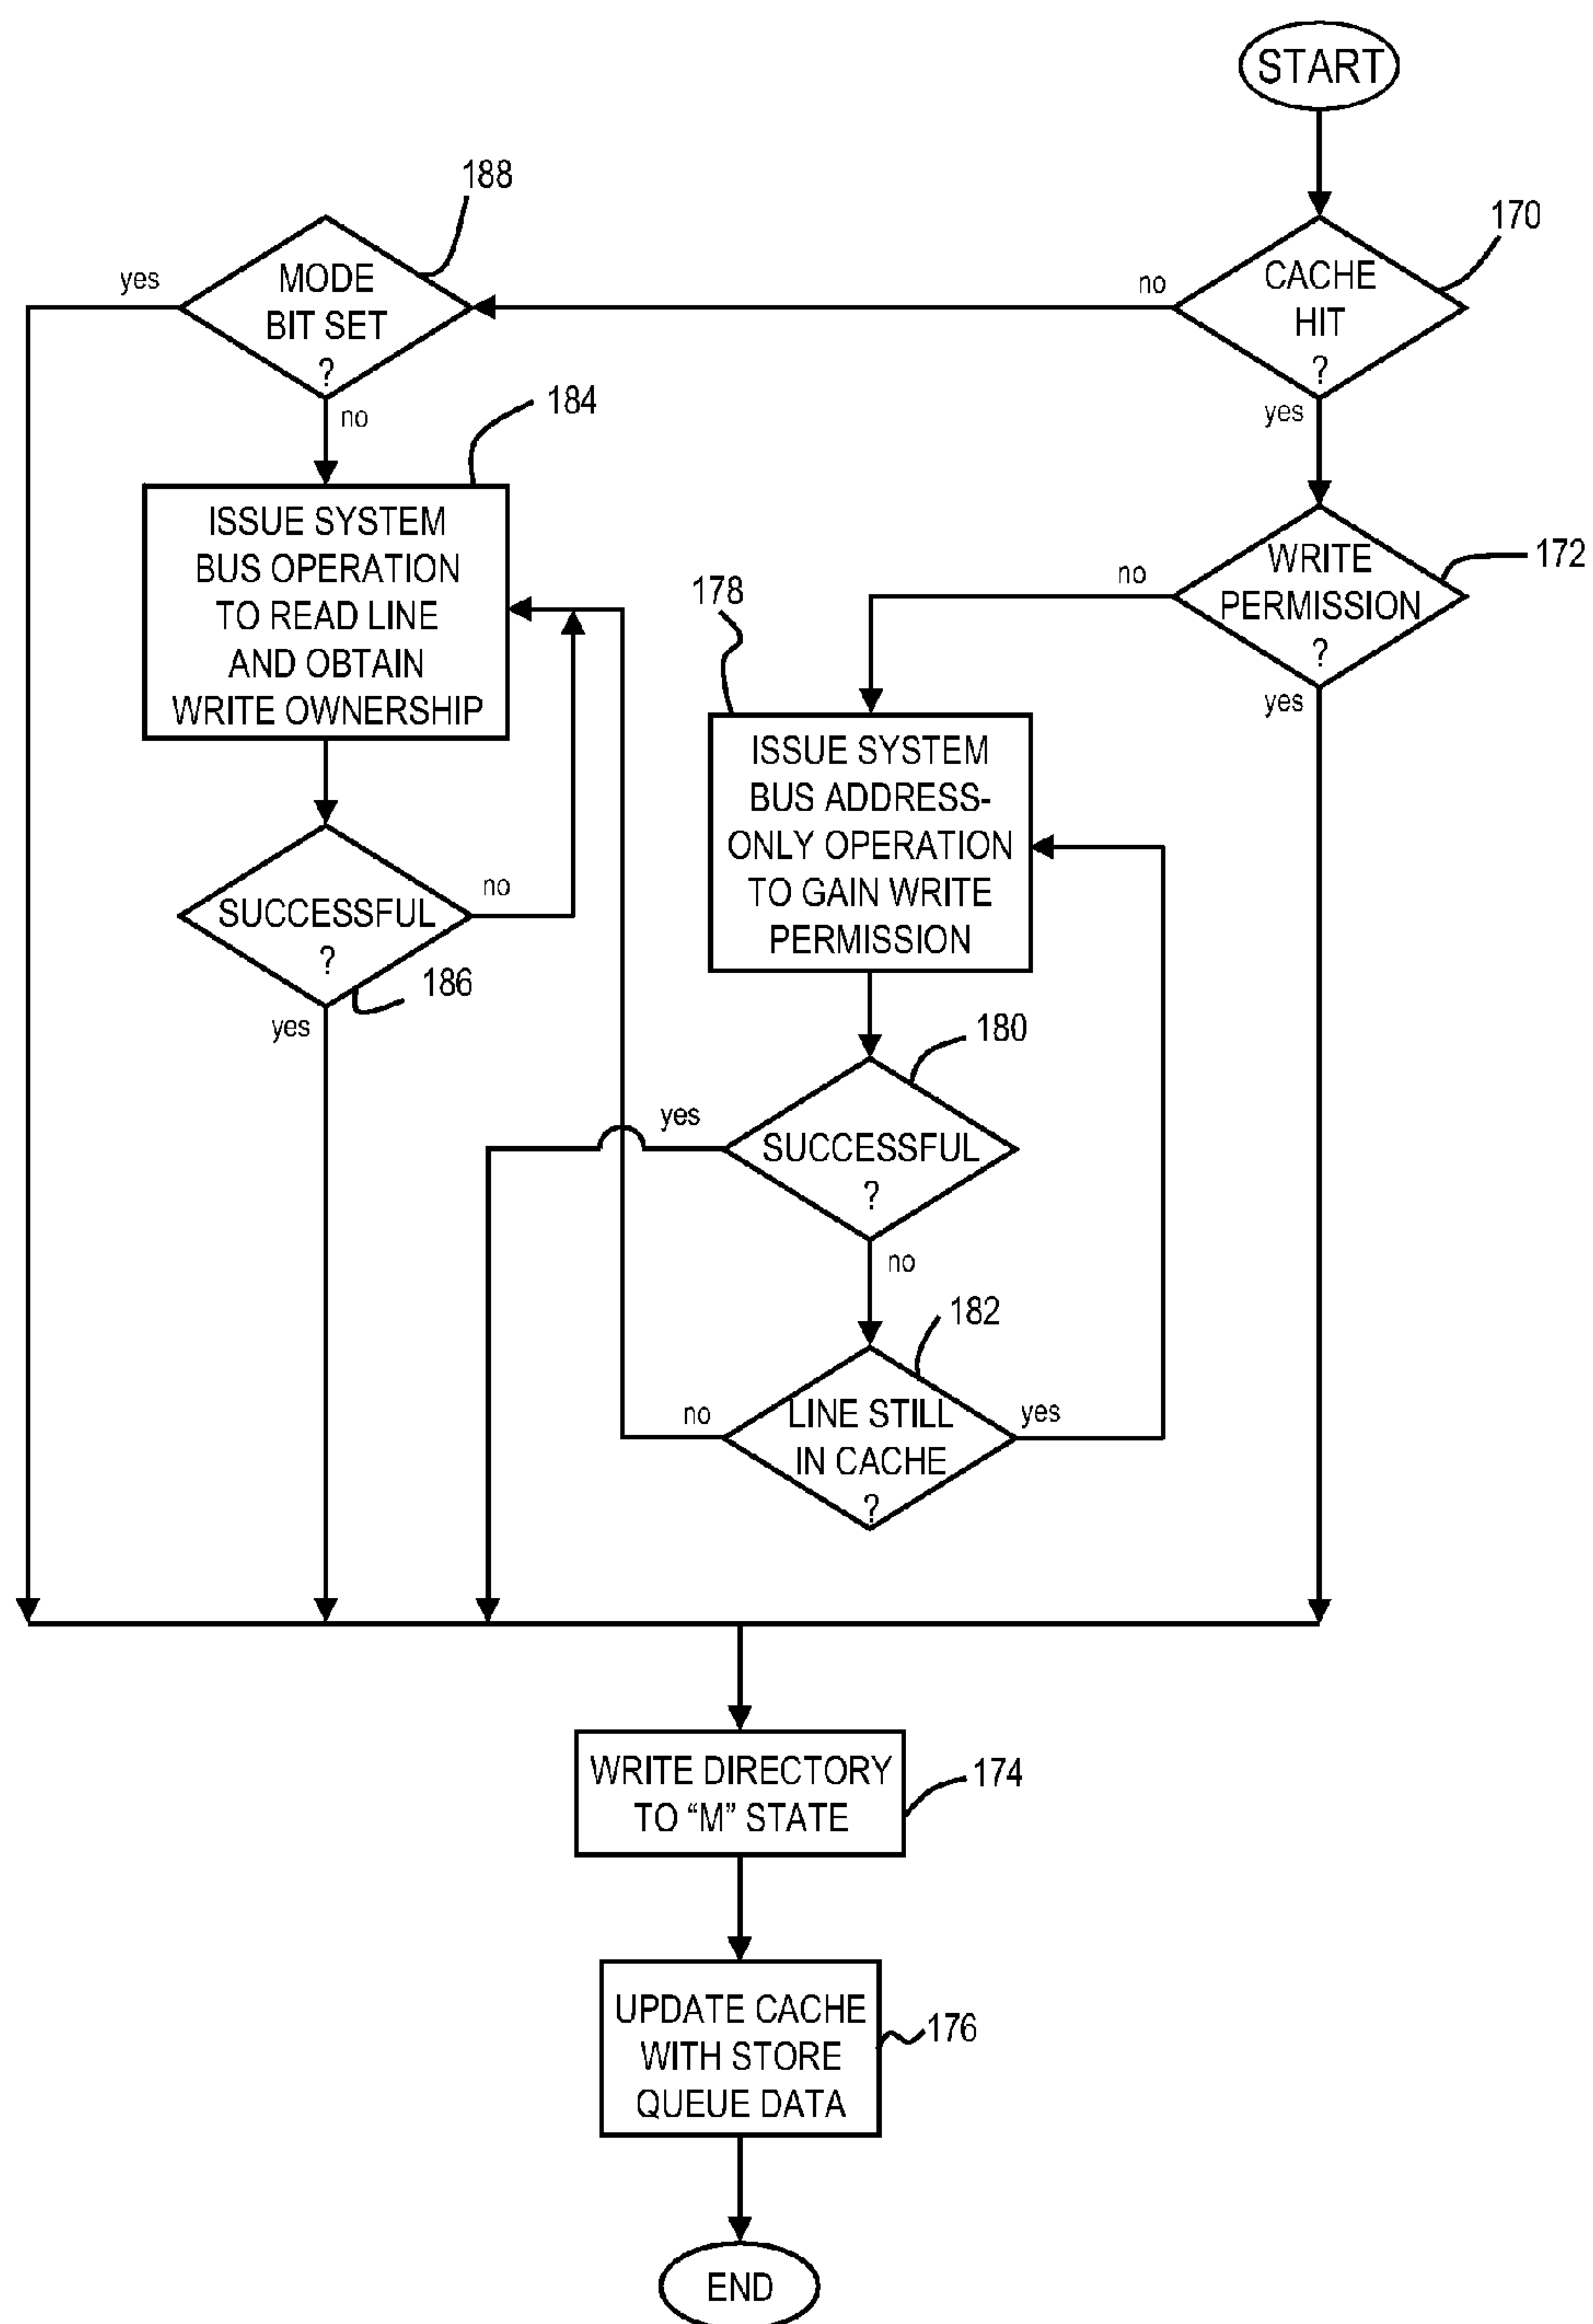 START
188
170
yes
MODE
BIT SET
?
no
CACHE
HIT
?
no
184
yes
ISSUE SYSTEM
BUS OPERATION
TO READ LINE
AND OBTAIN
WRITE OWNERSHIP
178
no
WRITE
PERMISSION
?
172
yes
ISSUE SYSTEM
BUS ADDRESS-
ONLY OPERATION
TO GAIN WRITE
PERMISSION
SUCCESSFUL
?
no
186
yes
180
yes
SUCCESSFUL
?
no
182
no
LINE STILL
IN CACHE
?
yes
WRITE DIRECTORY
TO “M” STATE
174
UPDATE CACHE
WITH STORE
QUEUE DATA
176
END